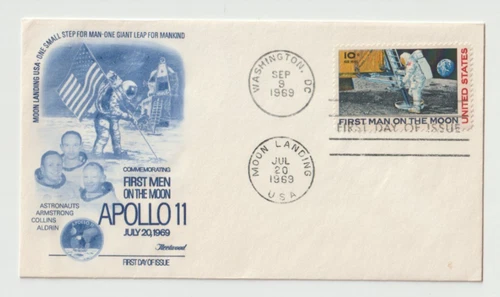 MOON LANDING USA · ONE SMALL STEP FOR MAN · ONE GIANT LEAP FOR MANKIND
COMMEMORATING
FIRST MEN
ON THE MOON
APOLLO 11
JULY 20, 1969
Fleetwood
FIRST DAY OF ISSUE
ASTRONAUTS
ARMSTRONG
COLLINS
ALDRIN
WASHINGTON, DC
SEP
9
1969
MOON LANDING
JUL
20
1969
USA
10¢
UNITED STATES
FIRST MAN ON THE MOON
FIRST DAY OF ISSUE